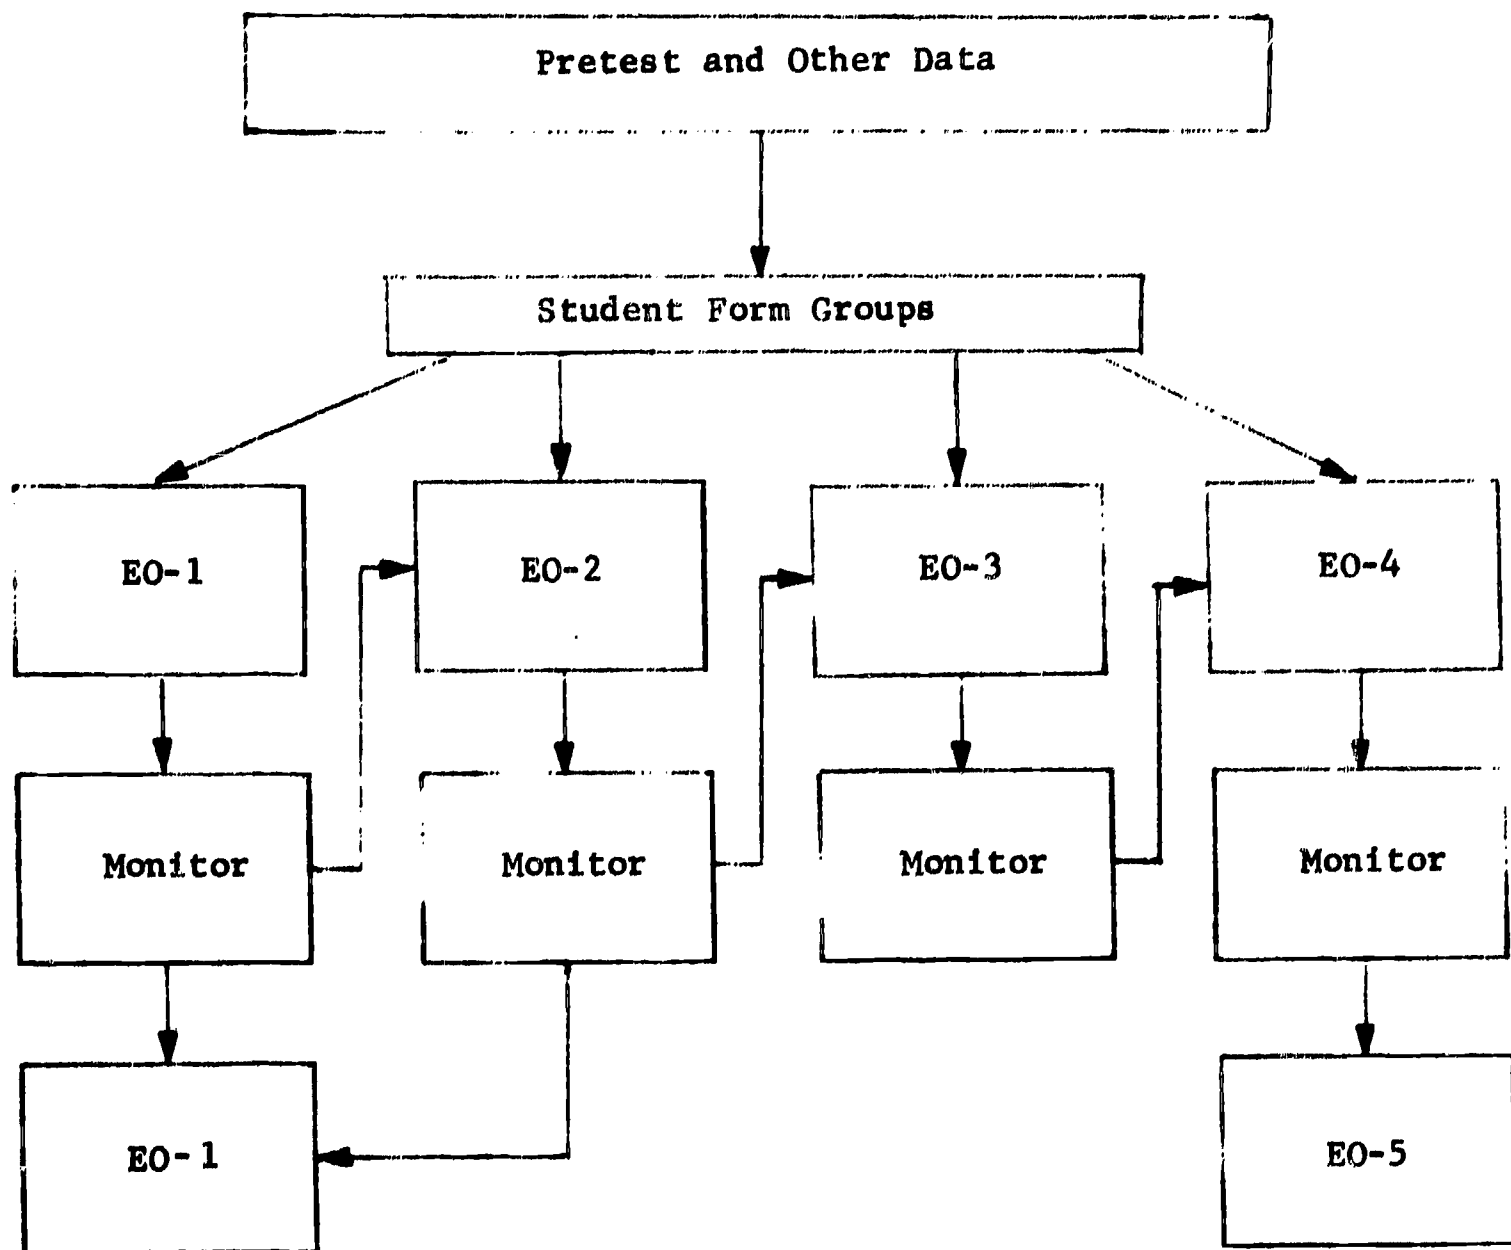 Pretest and Other Data
Student Form Groups
EO-1
EO-2
EO-3
EO-4
Monitor
Monitor
Monitor
Monitor
EO-1
EO-5